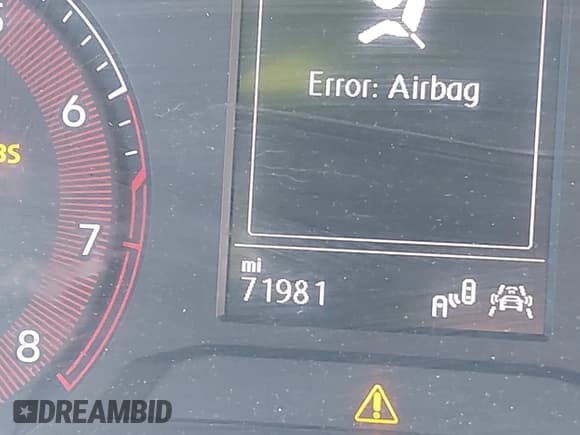 6
BS
Error: Airbag
7
8
mi
71981
A
DREAMBID